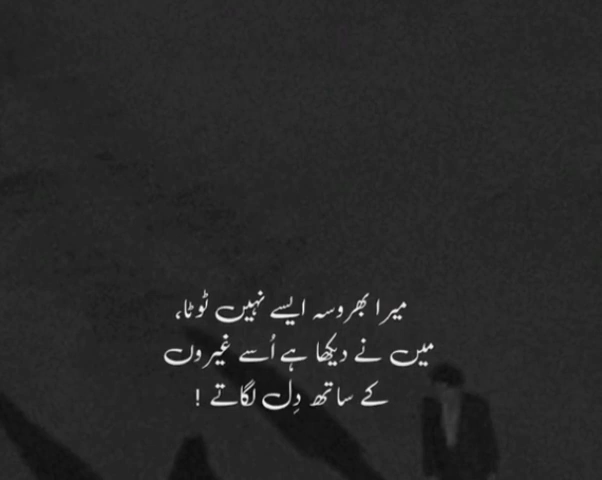 میرا بھروسہ ایسے نہیں ٹوٹا،
میں نے دیکھا ہے اُسے غیروں
کے ساتھ دِل لگاتے !